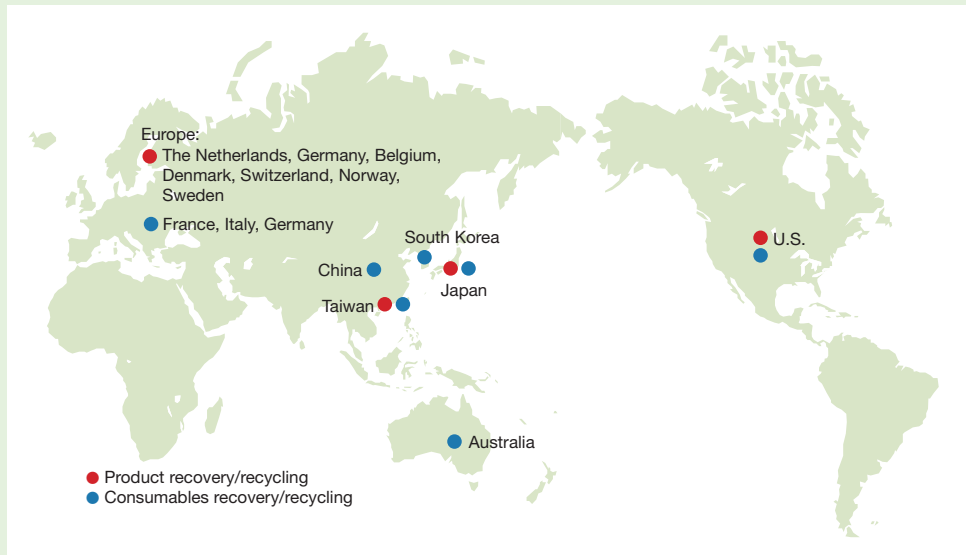 Europe:
The Netherlands, Germany, Belgium,
Denmark, Switzerland, Norway,
Sweden
France, Italy, Germany
South Korea
China
Japan
Taiwan
U.S.
Australia
Product recovery/recycling
Consumables recovery/recycling